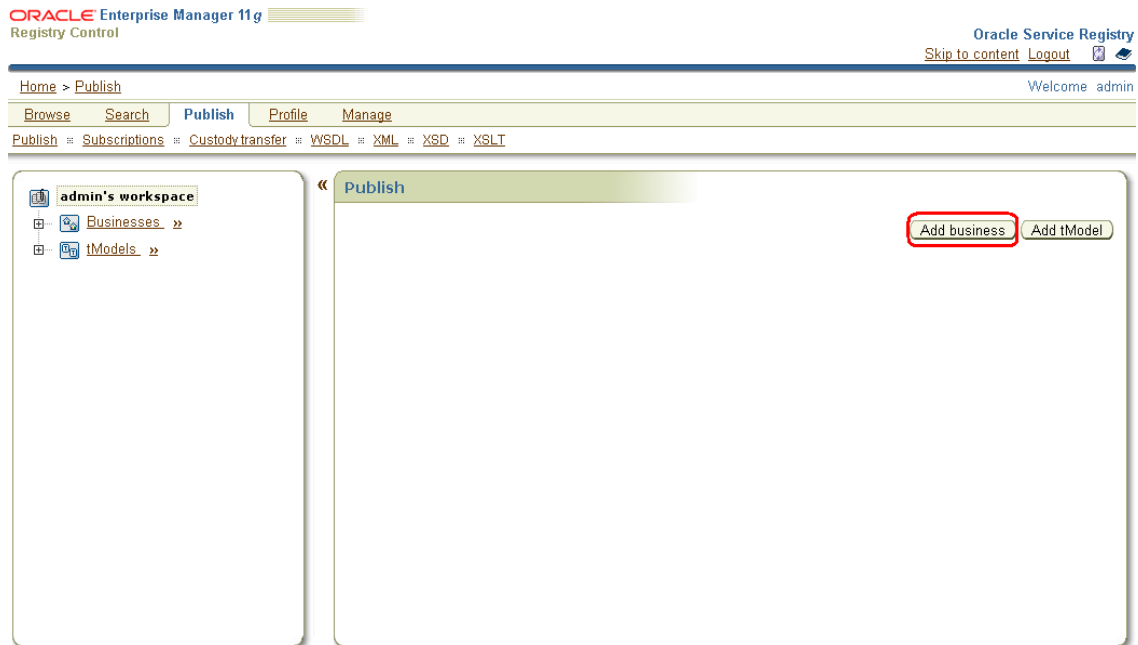 ORACLE Enterprise Manager 11g
Registry Control
Oracle Service Registry
Skip to content Logout
Home > Publish
Welcome admin
Browse Search Publish Profile Manage
Publish Subscriptions Custody transfer WSDL XML XSD XSLT
admin's workspace
Businesses »
tModels »
«
Publish
Add business Add tModel